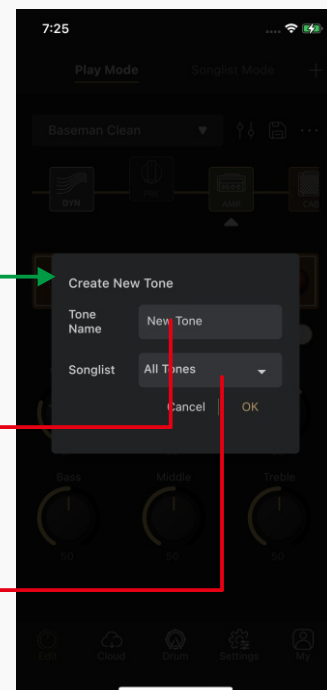 7:25
Play Mode Songlist Mode
Baseman Clean
DYN AMP CAB
Create New Tone
Tone Name New Tone
Songlist All Tones
Cancel OK
Bass Middle Treble
50 50 50
Edit Cloud Drum Settings My